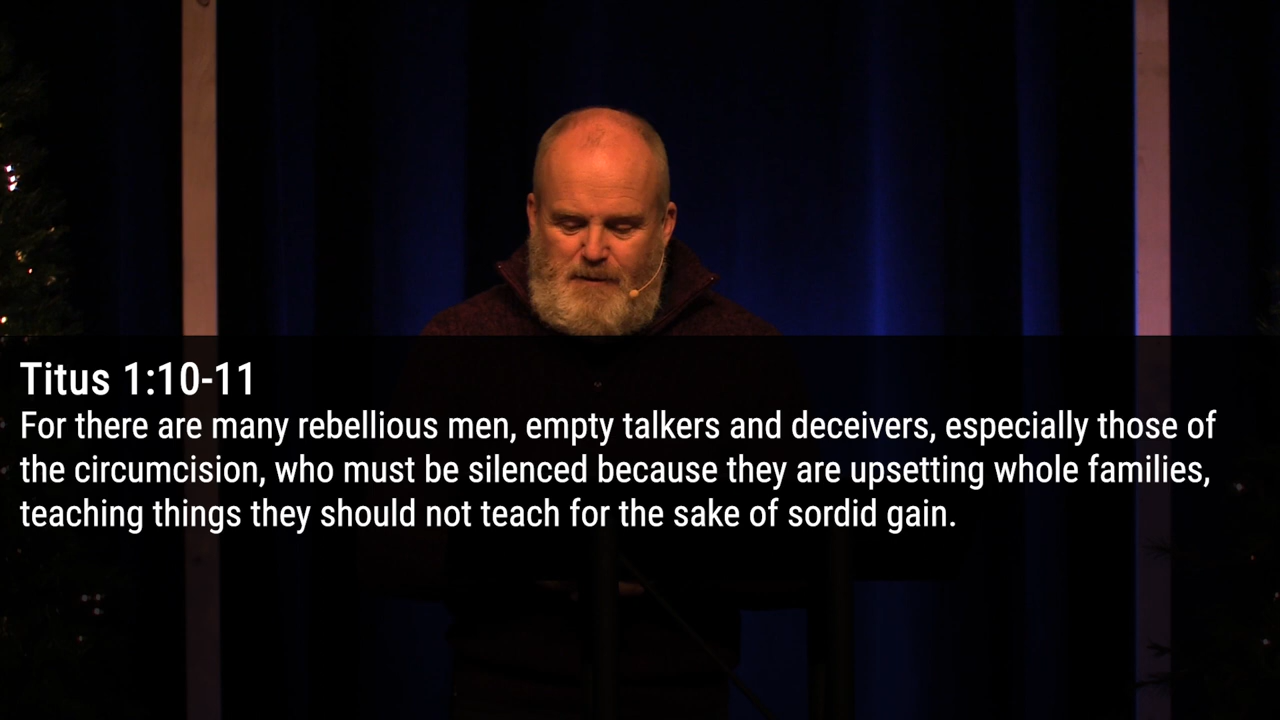 Titus 1:10-11
For there are many rebellious men, empty talkers and deceivers, especially those of
the circumcision, who must be silenced because they are upsetting whole families,
teaching things they should not teach for the sake of sordid gain.